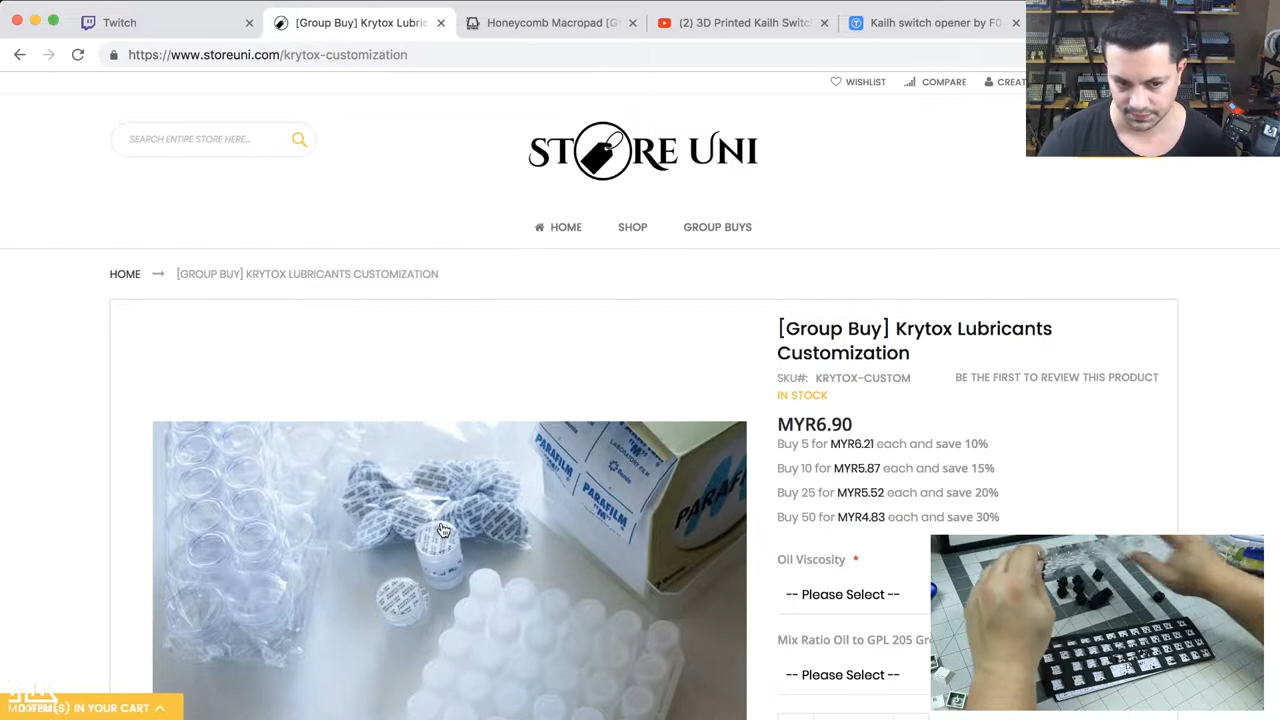 Twitch
[Group Buy] Krytox Lubric
Honeycomb Macropad [G
(2) 3D Printed Kailh Switc
Kailh switch opener by F0
https://www.storeuni.com/krytox-customization
WISHLIST
COMPARE
CREAT
SEARCH ENTIRE STORE HERE...
STORE UNI
HOME
SHOP
GROUP BUYS
HOME
[GROUP BUY] KRYTOX LUBRICANTS CUSTOMIZATION
[Group Buy] Krytox Lubricants
Customization
SKU#: KRYTOX-CUSTOM
BE THE FIRST TO REVIEW THIS PRODUCT
IN STOCK
MYR6.90
Buy 5 for MYR6.21 each and save 10%
Buy 10 for MYR5.87 each and save 15%
Buy 25 for MYR5.52 each and save 20%
Buy 50 for MYR4.83 each and save 30%
Oil Viscosity *
-- Please Select --
Mix Ratio Oil to GPL 205 Gr
-- Please Select --
PARAFILM
"M"
LABORATORY FILM
PARAFILM
"M"
PARAFILM
"M"
PARAF
ITEM(S) IN YOUR CART